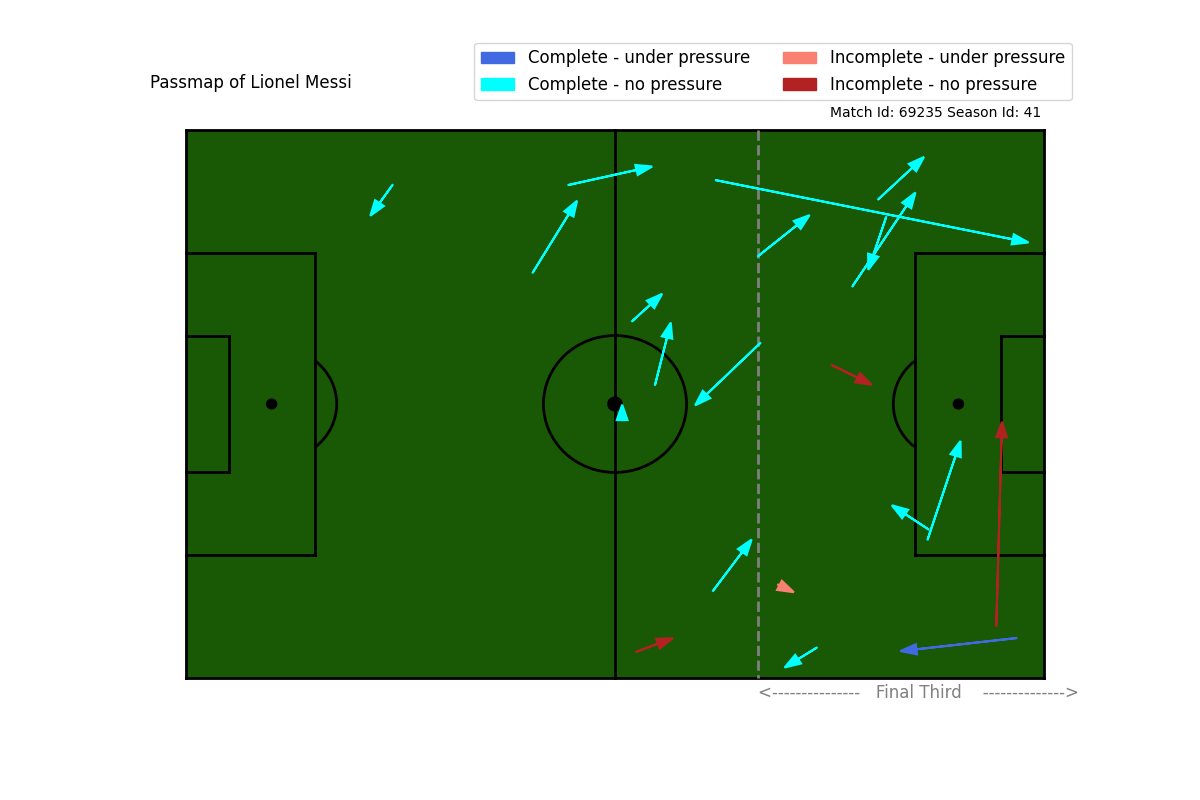 Complete - under pressure
Incomplete - under pressure
Passmap of Lionel Messi
Complete - no pressure
Incomplete - no pressure
Match Id: 69235 Season Id: 41
<---------------- Final Third --------------->